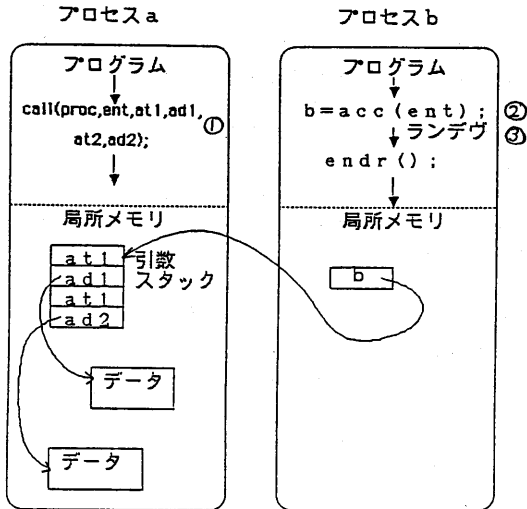 プロセスa
プログラム
call(proc,ent,at1,ad1,
at2,ad2);
①
局所メモリ
at1
ad1
at1
ad2
引数
スタック
データ
データ
プロセスb
プログラム
b=acc(ent);
②
ランデヴ
③
endr();
局所メモリ
b